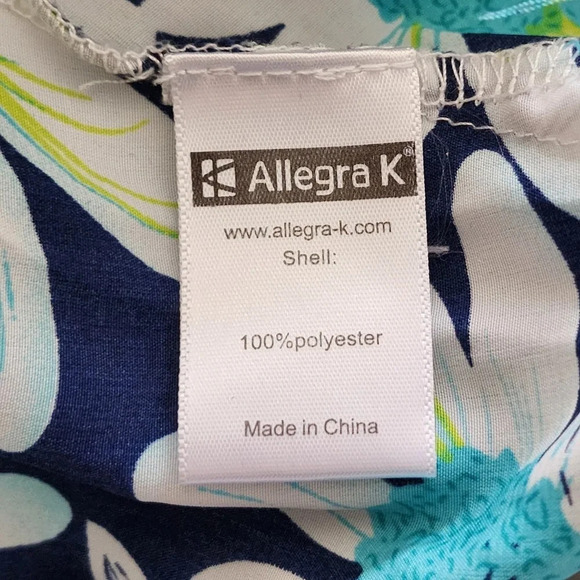 Allegra K®
www.allegra-k.com
Shell:
100%polyester
Made in China